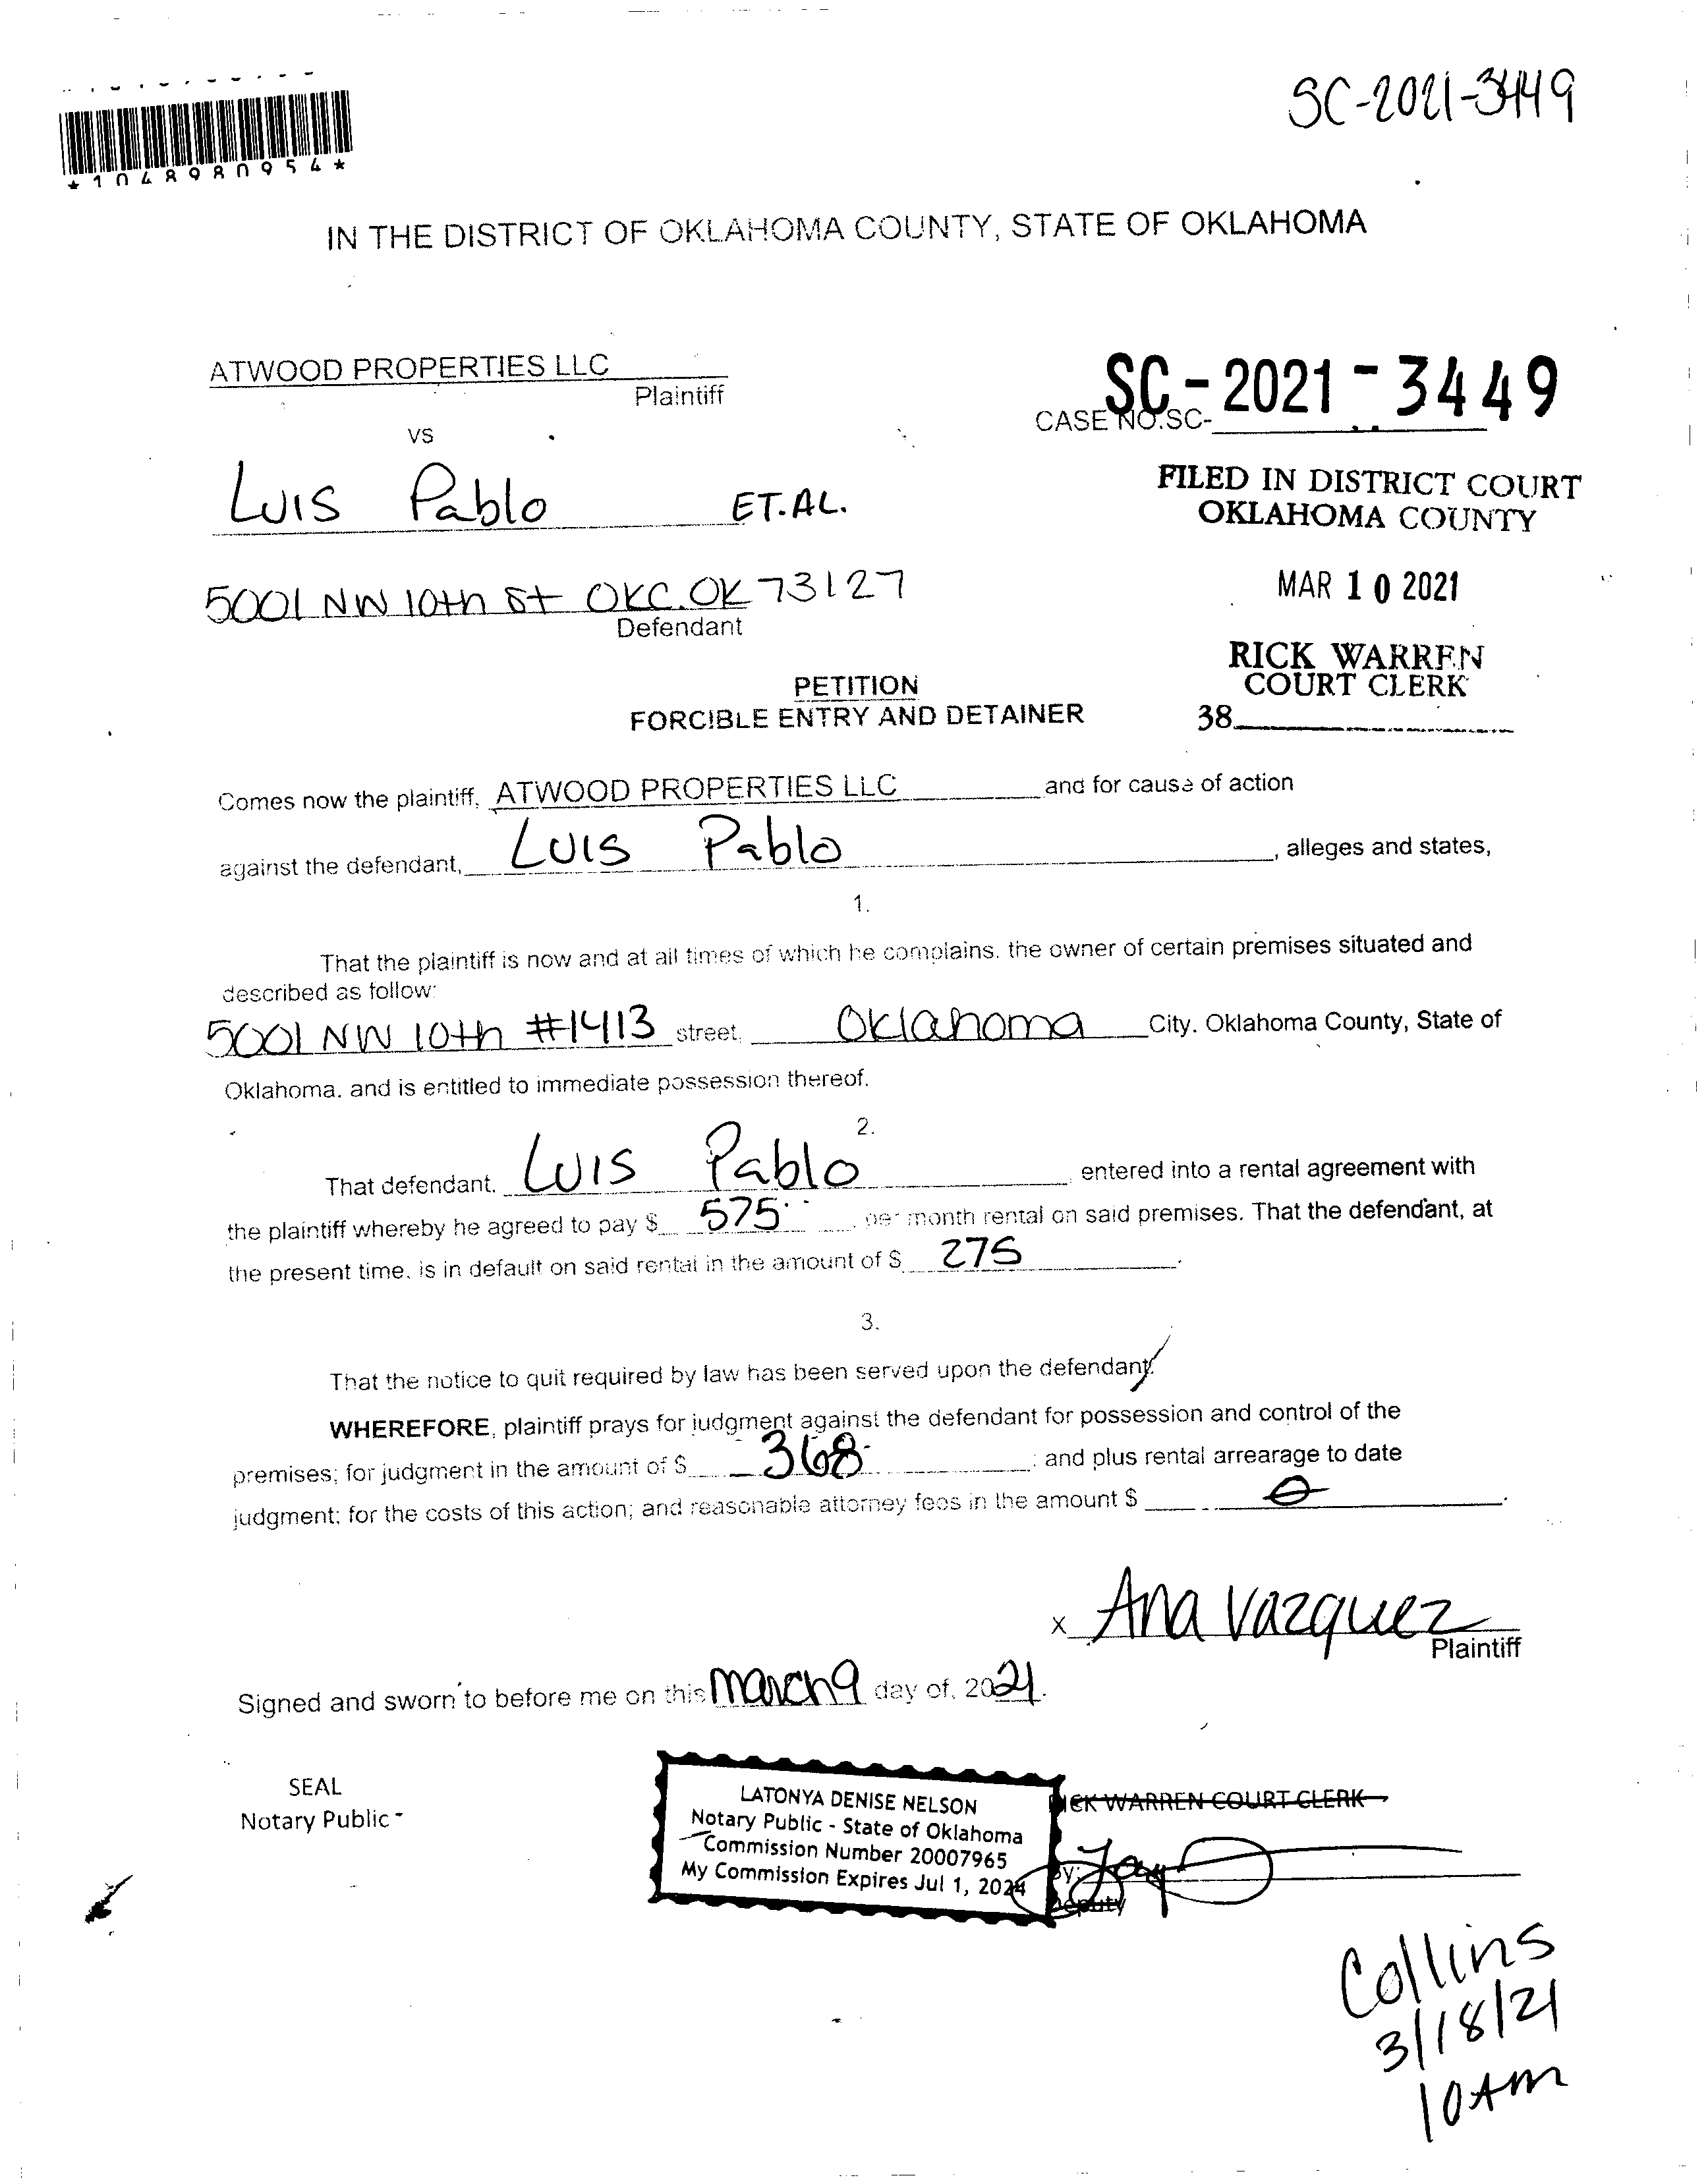 SC-2021-3449
*1048980954*
IN THE DISTRICT OF OKLAHOMA COUNTY, STATE OF OKLAHOMA
ATWOOD PROPERTIES LLC
Plaintiff
SC-2021-3449
CASE NO.SC-
VS
Luis Pablo ET.AL.
FILED IN DISTRICT COURT
OKLAHOMA COUNTY
5001 NW 10th St OKC.OK 73127
Defendant
MAR 10 2021
RICK WARREN
COURT CLERK
38
PETITION
FORCIBLE ENTRY AND DETAINER
Comes now the plaintiff, ATWOOD PROPERTIES LLC and for cause of action
against the defendant, Luis Pablo, alleges and states,
1.
That the plaintiff is now and at all times of which he complains. the owner of certain premises situated and
described as follow:
5001 NW 10th #1413 street, Oklahoma City. Oklahoma County, State of
Oklahoma. and is entitled to immediate possession thereof.
2.
That defendant. Luis Pablo entered into a rental agreement with
the plaintiff whereby he agreed to pay $ 575 per month rental on said premises. That the defendant, at
the present time. is in default on said rental in the amount of $ 275.
3.
That the notice to quit required by law has been served upon the defendant.
WHEREFORE, plaintiff prays for judgment against the defendant for possession and control of the
premises; for judgment in the amount of $ 368; and plus rental arrearage to date
judgment; for the costs of this action; and reasonable attorney fees in the amount $ 0.
x Ana Vazquez
Plaintiff
Signed and sworn to before me on this March 9 day of, 2021.
SEAL
Notary Public -
LATONYA DENISE NELSON
Notary Public - State of Oklahoma
Commission Number 20007965
My Commission Expires Jul 1, 2024
ICK WARREN COURT CLERK
By:
Deputy
Collins
3/18/21
10AM